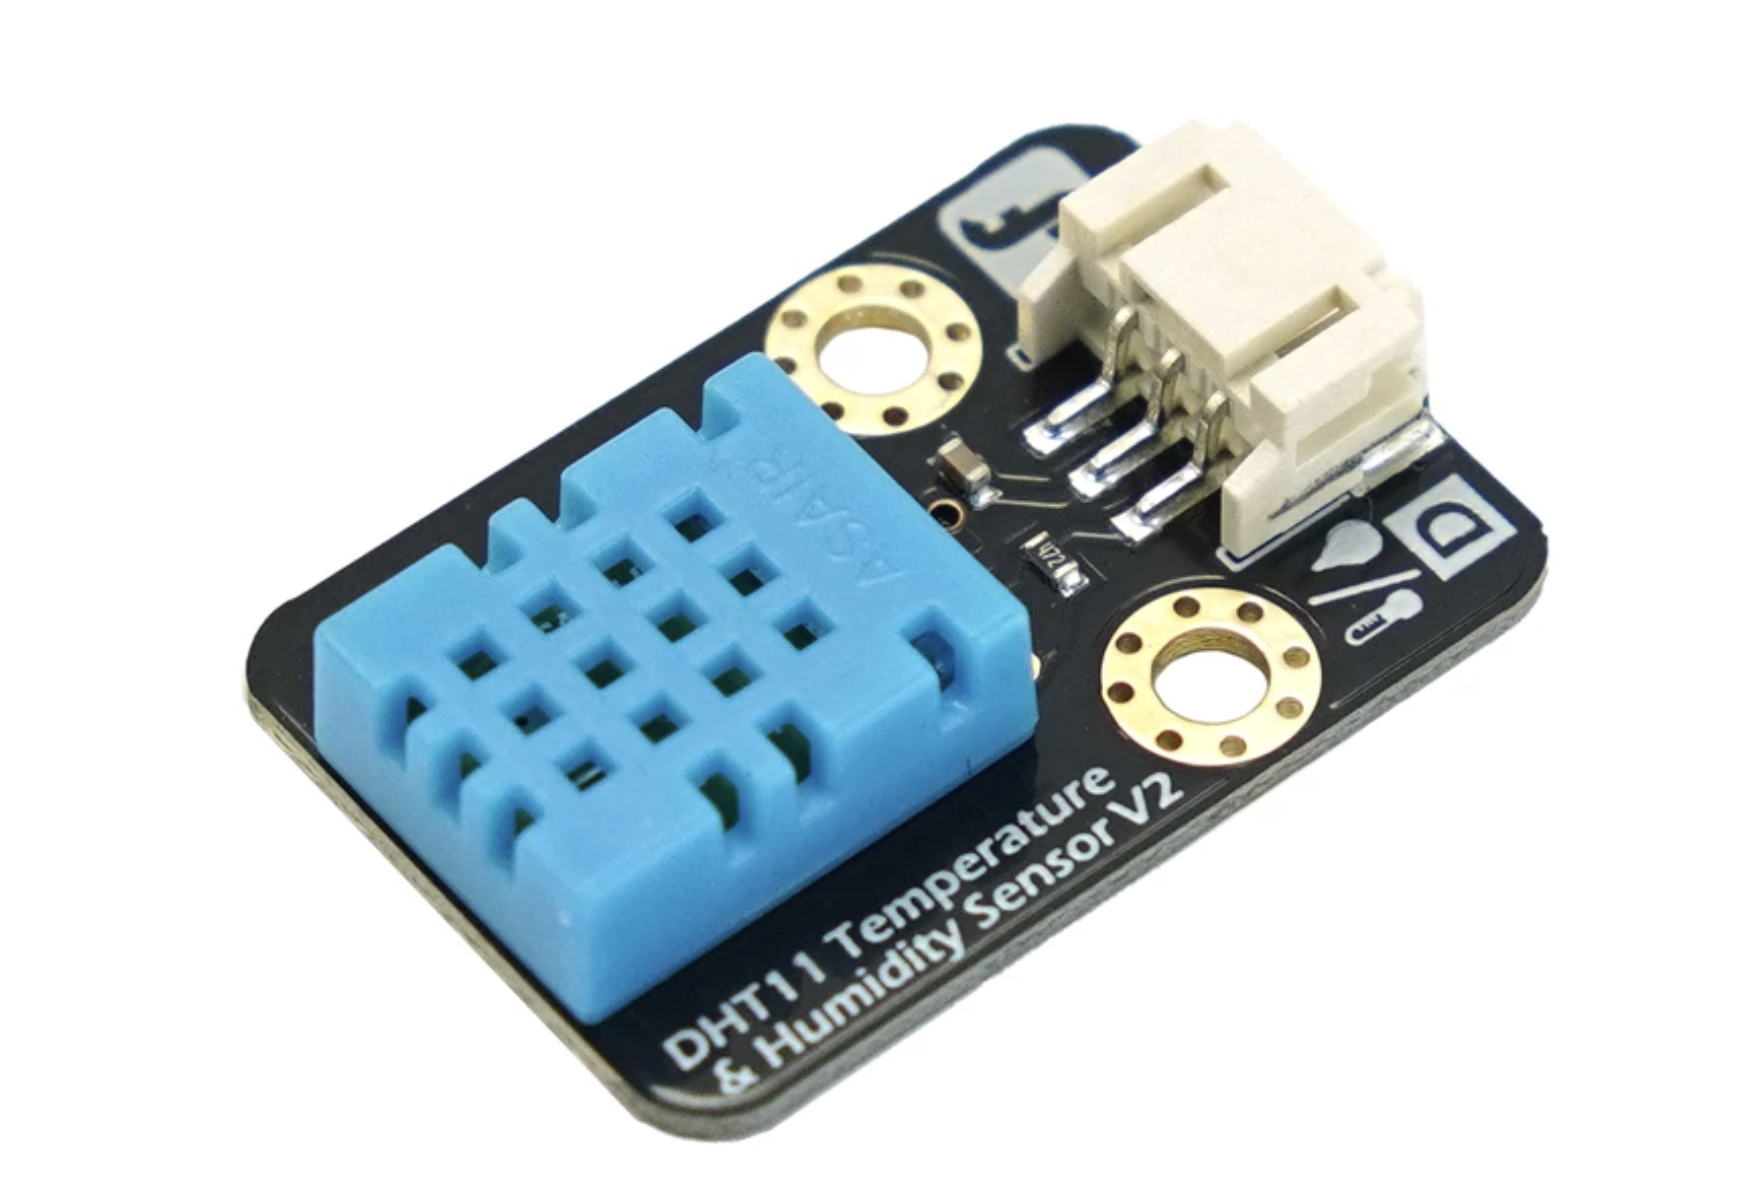 ASAIR
472
D
DHT11 Temperature
& Humidity Sensor V2